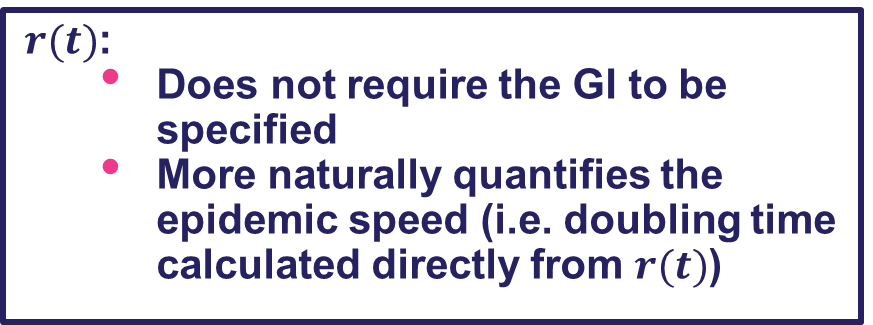 r(t):
• Does not require the GI to be
specified
• More naturally quantifies the
epidemic speed (i.e. doubling time
calculated directly from r(t))